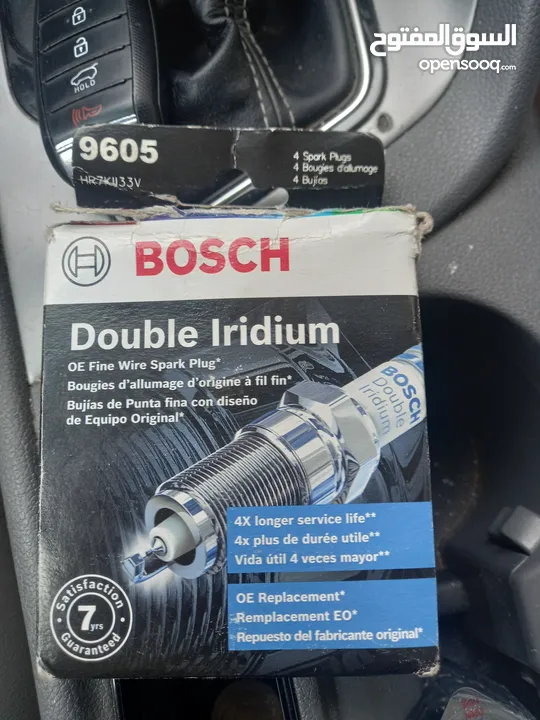 السوق المفتوح
opensooq.com
HOLD
9605
HR7KII33V
4 Spark Plugs
4 Bougies d'allumage
4 Bujías
BOSCH
Double Iridium
OE Fine Wire Spark Plug*
Bougies d'allumage d'origine à fil fin*
Bujías de Punta fina con diseño
de Equipo Original*
BOSCH
Double
Iridium
4X longer service life**
4x plus de durée utile**
Vida útil 4 veces mayor**
Satisfaction
7 yrs
Guaranteed
OE Replacement*
Remplacement EO*
Repuesto del fabricante original*